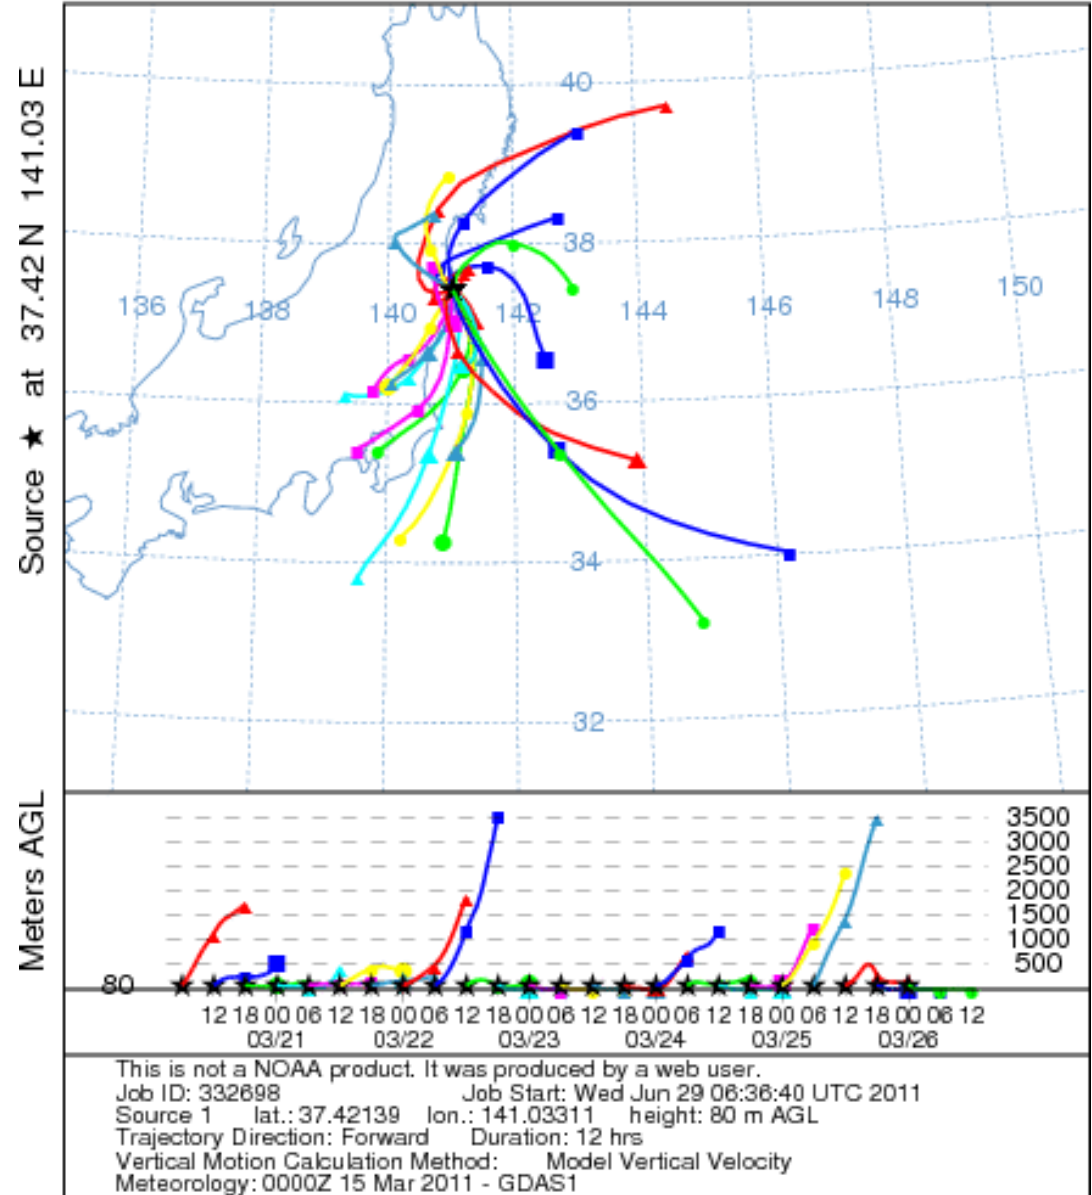 Source ★ at 37.42 N 141.03 E
40
38
136 138 140 142 144 146 148 150
36
34
32
Meters AGL
3500
3000
2500
2000
1500
1000
500
80
12 18 00 06 12 18 00 06 12 18 00 06 12 18 00 06 12 18 00 06 12 18 00 06 12
03/21 03/22 03/23 03/24 03/25 03/26
This is not a NOAA product. It was produced by a web user.
Job ID: 332698 Job Start: Wed Jun 29 06:36:40 UTC 2011
Source 1 lat.: 37.42139 lon.: 141.03311 height: 80 m AGL
Trajectory Direction: Forward Duration: 12 hrs
Vertical Motion Calculation Method: Model Vertical Velocity
Meteorology: 0000Z 15 Mar 2011 - GDAS1